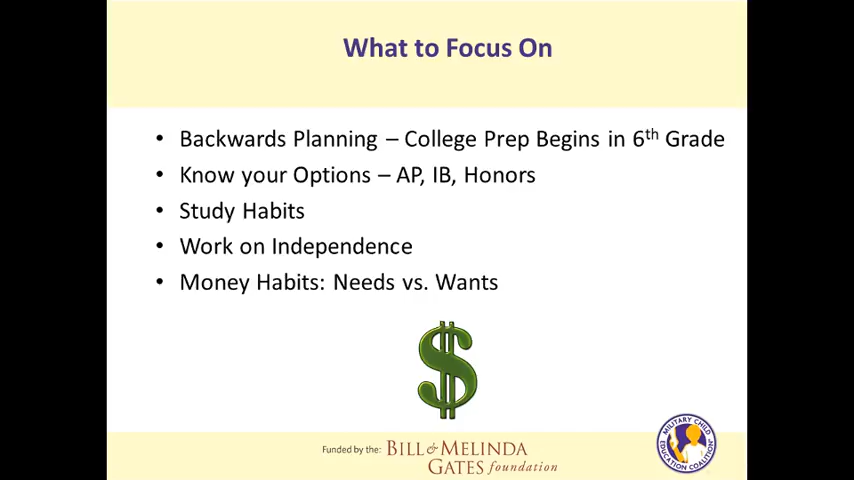 What to Focus On
• Backwards Planning – College Prep Begins in 6th Grade
• Know your Options – AP, IB, Honors
• Study Habits
• Work on Independence
• Money Habits: Needs vs. Wants
$
Funded by the: BILL & MELINDA
GATES foundation
MILITARY CHILD
EDUCATION COALITION